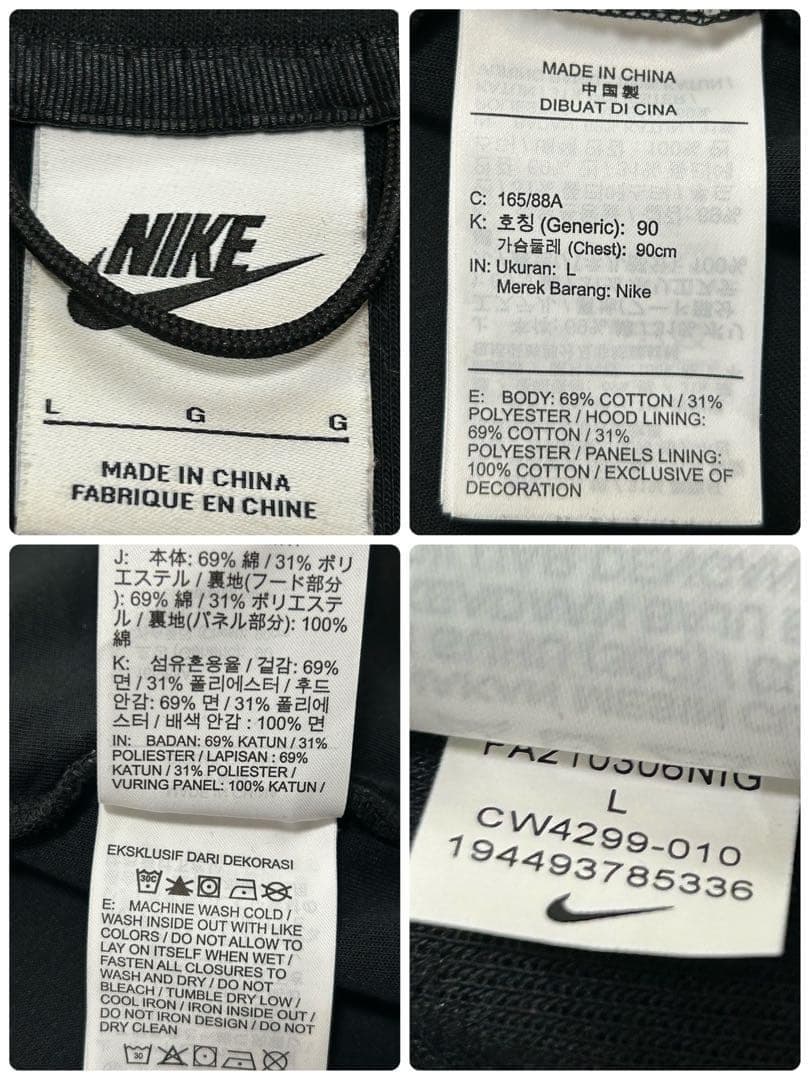 NIKE
L G G
MADE IN CHINA
FABRIQUE EN CHINE
MADE IN CHINA
中国製
DIBUAT DI CINA
C: 165/88A
K: 호칭 (Generic): 90
가슴둘레 (Chest): 90cm
IN: Ukuran: L
Merek Barang: Nike
E: BODY: 69% COTTON / 31%
POLYESTER / HOOD LINING:
69% COTTON / 31%
POLYESTER / PANELS LINING:
100% COTTON / EXCLUSIVE OF
DECORATION
J: 本体: 69% 綿 / 31% ポリ
エステル / 裏地(フード部分
): 69% 綿 / 31% ポリエステ
ル / 裏地(パネル部分): 100%
綿
K: 섬유혼용율 / 겉감: 69%
면 / 31% 폴리에스터 / 후드
안감: 69% 면 / 31% 폴리에
스터 / 배색 안감 : 100% 면
IN: BADAN: 69% KATUN / 31%
POLIESTER / LAPISAN : 69%
KATUN / 31% POLIESTER /
VURING PANEL: 100% KATUN /
EKSKLUSIF DARI DEKORASI
30C
E: MACHINE WASH COLD /
WASH INSIDE OUT WITH LIKE
COLORS / DO NOT ALLOW TO
LAY ON ITSELF WHEN WET /
FASTEN ALL CLOSURES TO
WASH AND DRY / DO NOT
BLEACH / TUMBLE DRY LOW /
COOL IRON / IRON INSIDE OUT /
DO NOT IRON DESIGN / DO NOT
DRY CLEAN
30
FA210306NIG
L
CW4299-010
194493785336